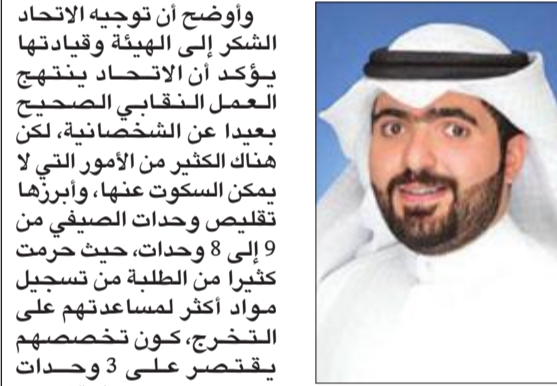 وأوضح أن توجيه الاتحاد
الشكر إلى الهيئة وقيادتها
يؤكد أن الاتحاد ينتهج
العمل النقابي الصحيح
بعيدا عن الشخصانية، لكن
هناك الكثير من الأمور التي لا
يمكن السكوت عنها، وأبرزها
تقليص وحدات الصيفي من
9 إلى 8 وحدات، حيث حرمت
كثيرا من الطلبة من تسجيل
مواد أكثر لمساعدتهم على
التخرج، كون تخصصهم
يقتصر على 3 وحدات